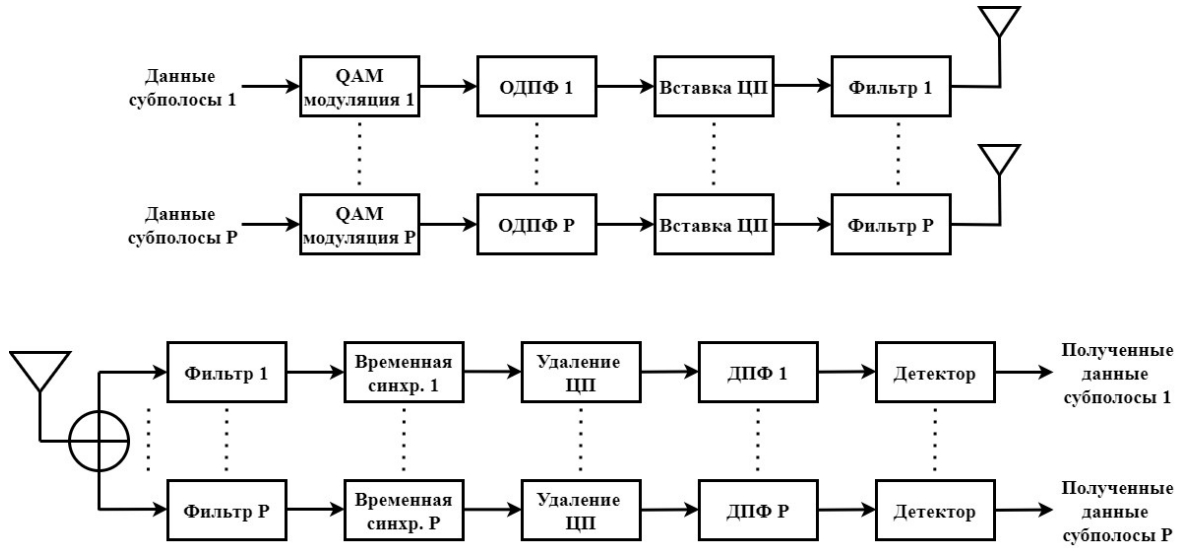 Данные
субполосы 1
QAM
модуляция 1
ОДПФ 1
Вставка ЦП
Фильтр 1
Данные
субполосы P
QAM
модуляция P
ОДПФ P
Вставка ЦП
Фильтр P
Фильтр 1
Временная
синхр. 1
Удаление
ЦП
ДПФ 1
Детектор
Полученные
данные
субполосы 1
Фильтр P
Временная
синхр. P
Удаление
ЦП
ДПФ P
Детектор
Полученные
данные
субполосы P